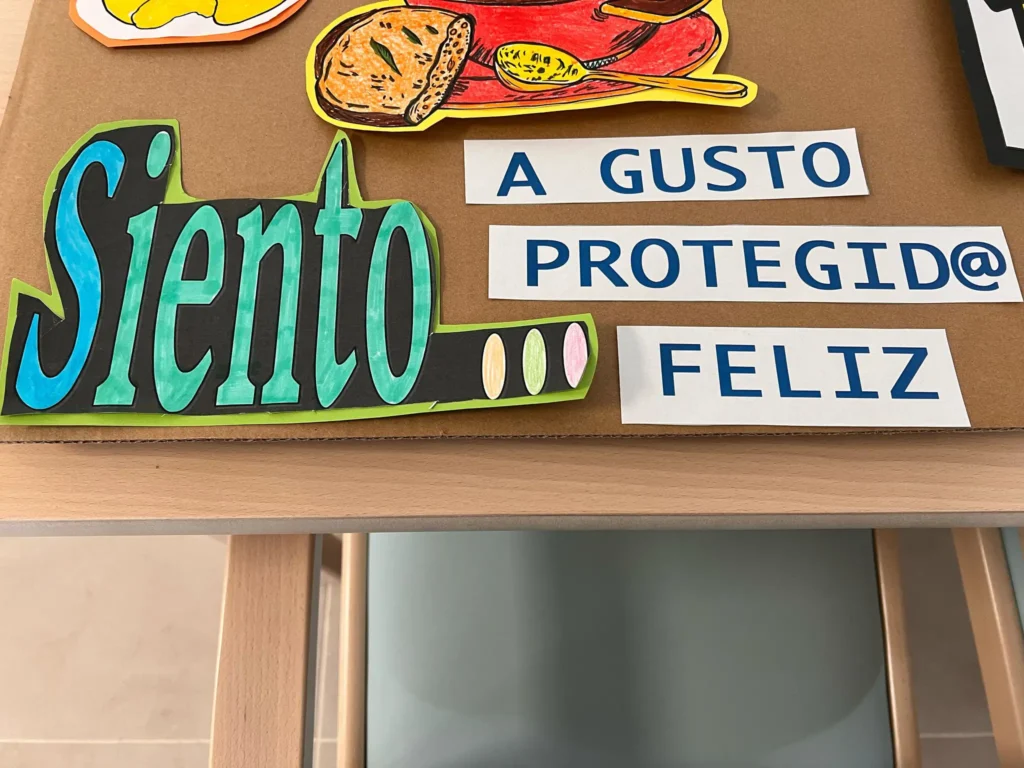 Siento...
A GUSTO
PROTEGID@
FELIZ